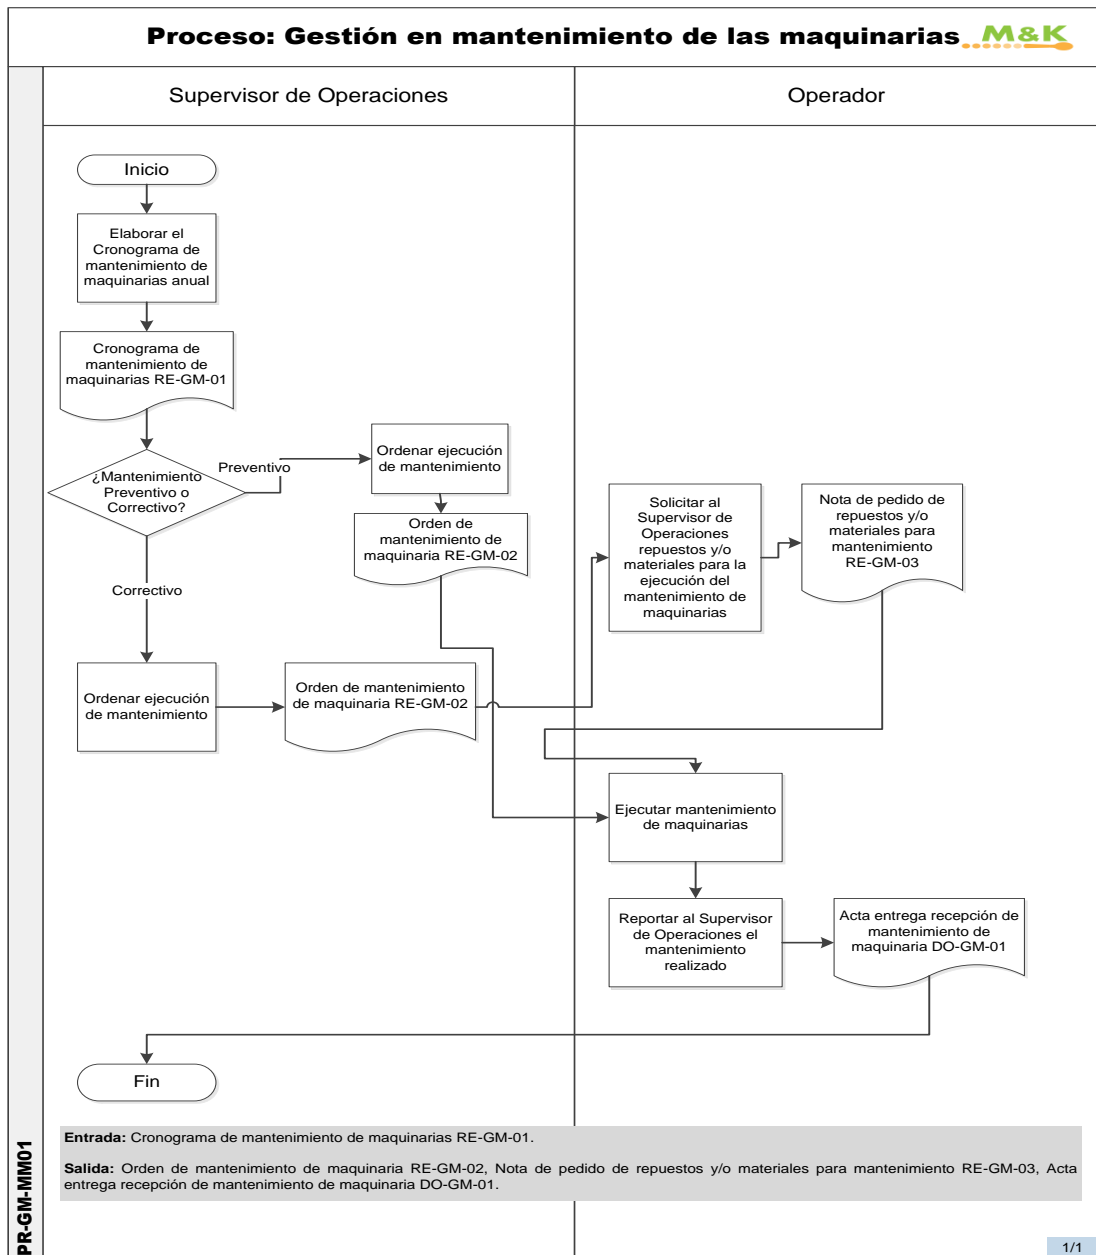 Proceso: Gestión en mantenimiento de las maquinarias
M&K
Supervisor de Operaciones
Operador
Inicio
Elaborar el
Cronograma de
mantenimiento de
maquinarias anual
Cronograma de
mantenimiento de
maquinarias RE-GM-01
¿Mantenimiento
Preventivo o
Correctivo?
Preventivo
Ordenar ejecución
de mantenimiento
Orden de
mantenimiento de
maquinaria RE-GM-02
Solicitar al
Supervisor de
Operaciones
repuestos y/o
materiales para la
ejecución del
mantenimiento de
maquinarias
Nota de pedido de
repuestos y/o
materiales para
mantenimiento
RE-GM-03
Correctivo
Ordenar ejecución
de mantenimiento
Orden de mantenimiento
de maquinaria RE-GM-02
Ejecutar mantenimiento
de maquinarias
Reportar al Supervisor
de Operaciones el
mantenimiento
realizado
Acta entrega recepción de
mantenimiento de
maquinaria DO-GM-01
Fin
Entrada: Cronograma de mantenimiento de maquinarias RE-GM-01.
Salida: Orden de mantenimiento de maquinaria RE-GM-02, Nota de pedido de repuestos y/o materiales para mantenimiento RE-GM-03, Acta
entrega recepción de mantenimiento de maquinaria DO-GM-01.
PR-GM-MM01
1/1